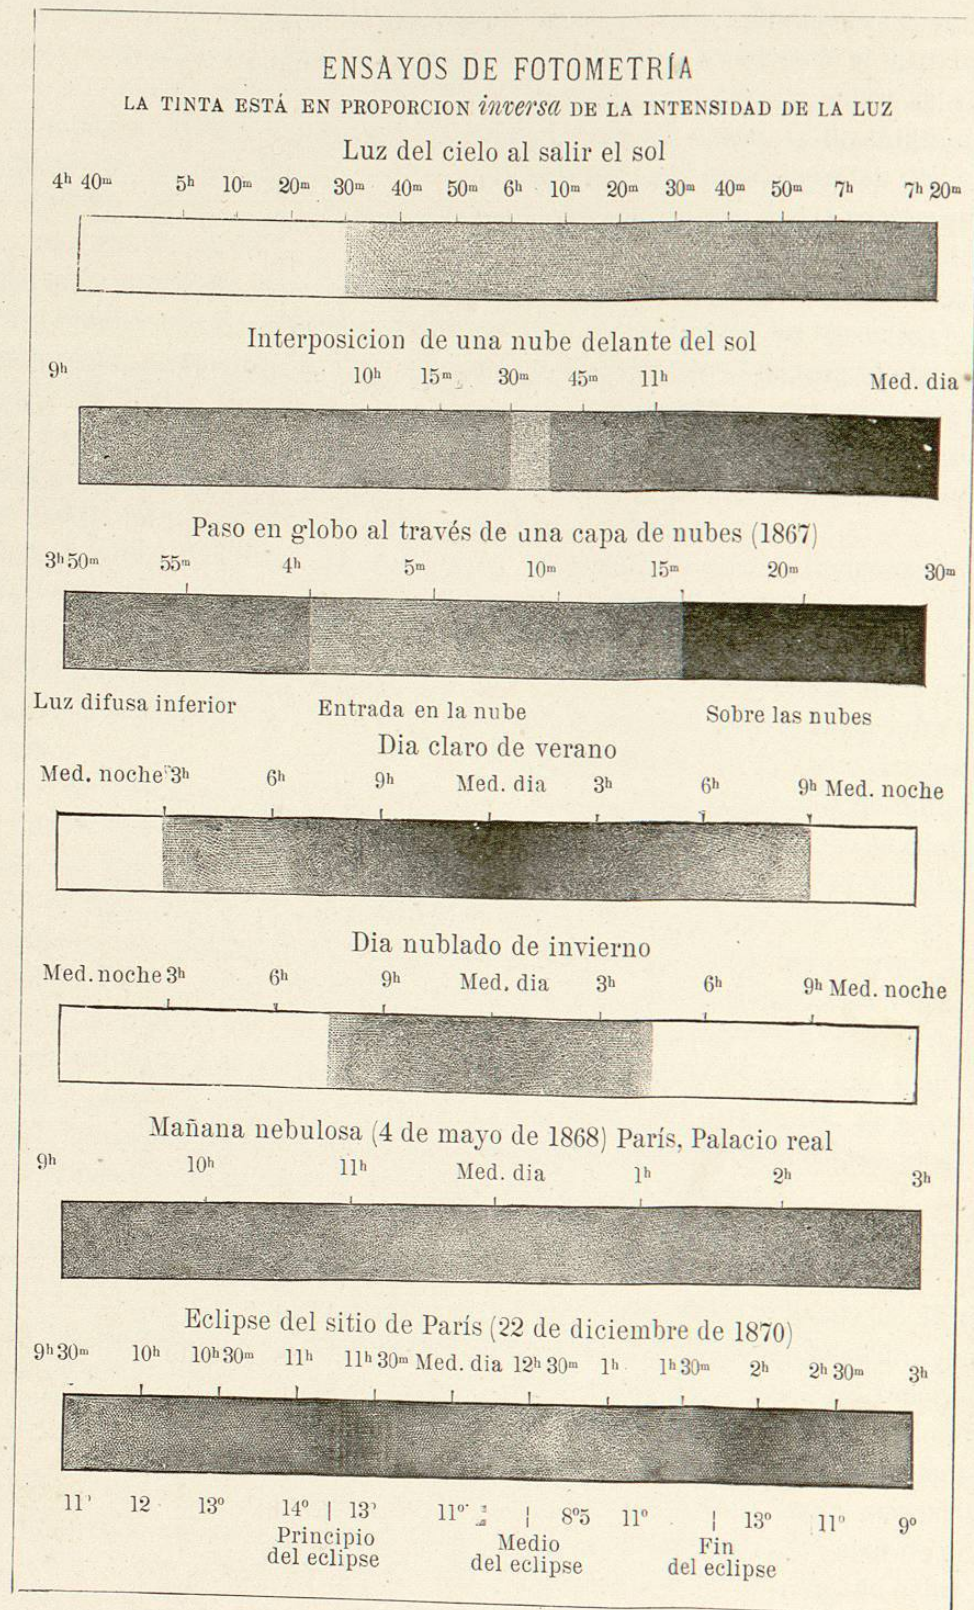 ENSAYOS DE FOTOMETRÍA
LA TINTA ESTÁ EN PROPORCION inversa DE LA INTENSIDAD DE LA LUZ
Luz del cielo al salir el sol
4h 40m 5h 10m 20m 30m 40m 50m 6h 10m 20m 30m 40m 50m 7h 7h 20m
Interposicion de una nube delante del sol
9h 10h 15m 30m 45m 11h Med. dia
Paso en globo al través de una capa de nubes (1867)
3h 50m 55m 4h 5m 10m 15m 20m 30m
Luz difusa inferior Entrada en la nube Sobre las nubes
Dia claro de verano
Med. noche 3h 6h 9h Med. dia 3h 6h 9h Med. noche
Dia nublado de invierno
Med. noche 3h 6h 9h Med. dia 3h 6h 9h Med. noche
Mañana nebulosa (4 de mayo de 1868) París, Palacio real
9h 10h 11h Med. dia 1h 2h 3h
Eclipse del sitio de París (22 de diciembre de 1870)
9h 30m 10h 10h 30m 11h 11h 30m Med. dia 12h 30m 1h 1h 30m 2h 2h 30m 3h
11° 12 13° 14° | 13° 11° | 8°5 11° | 13° 11° 9°
Principio Medio Fin
del eclipse del eclipse del eclipse